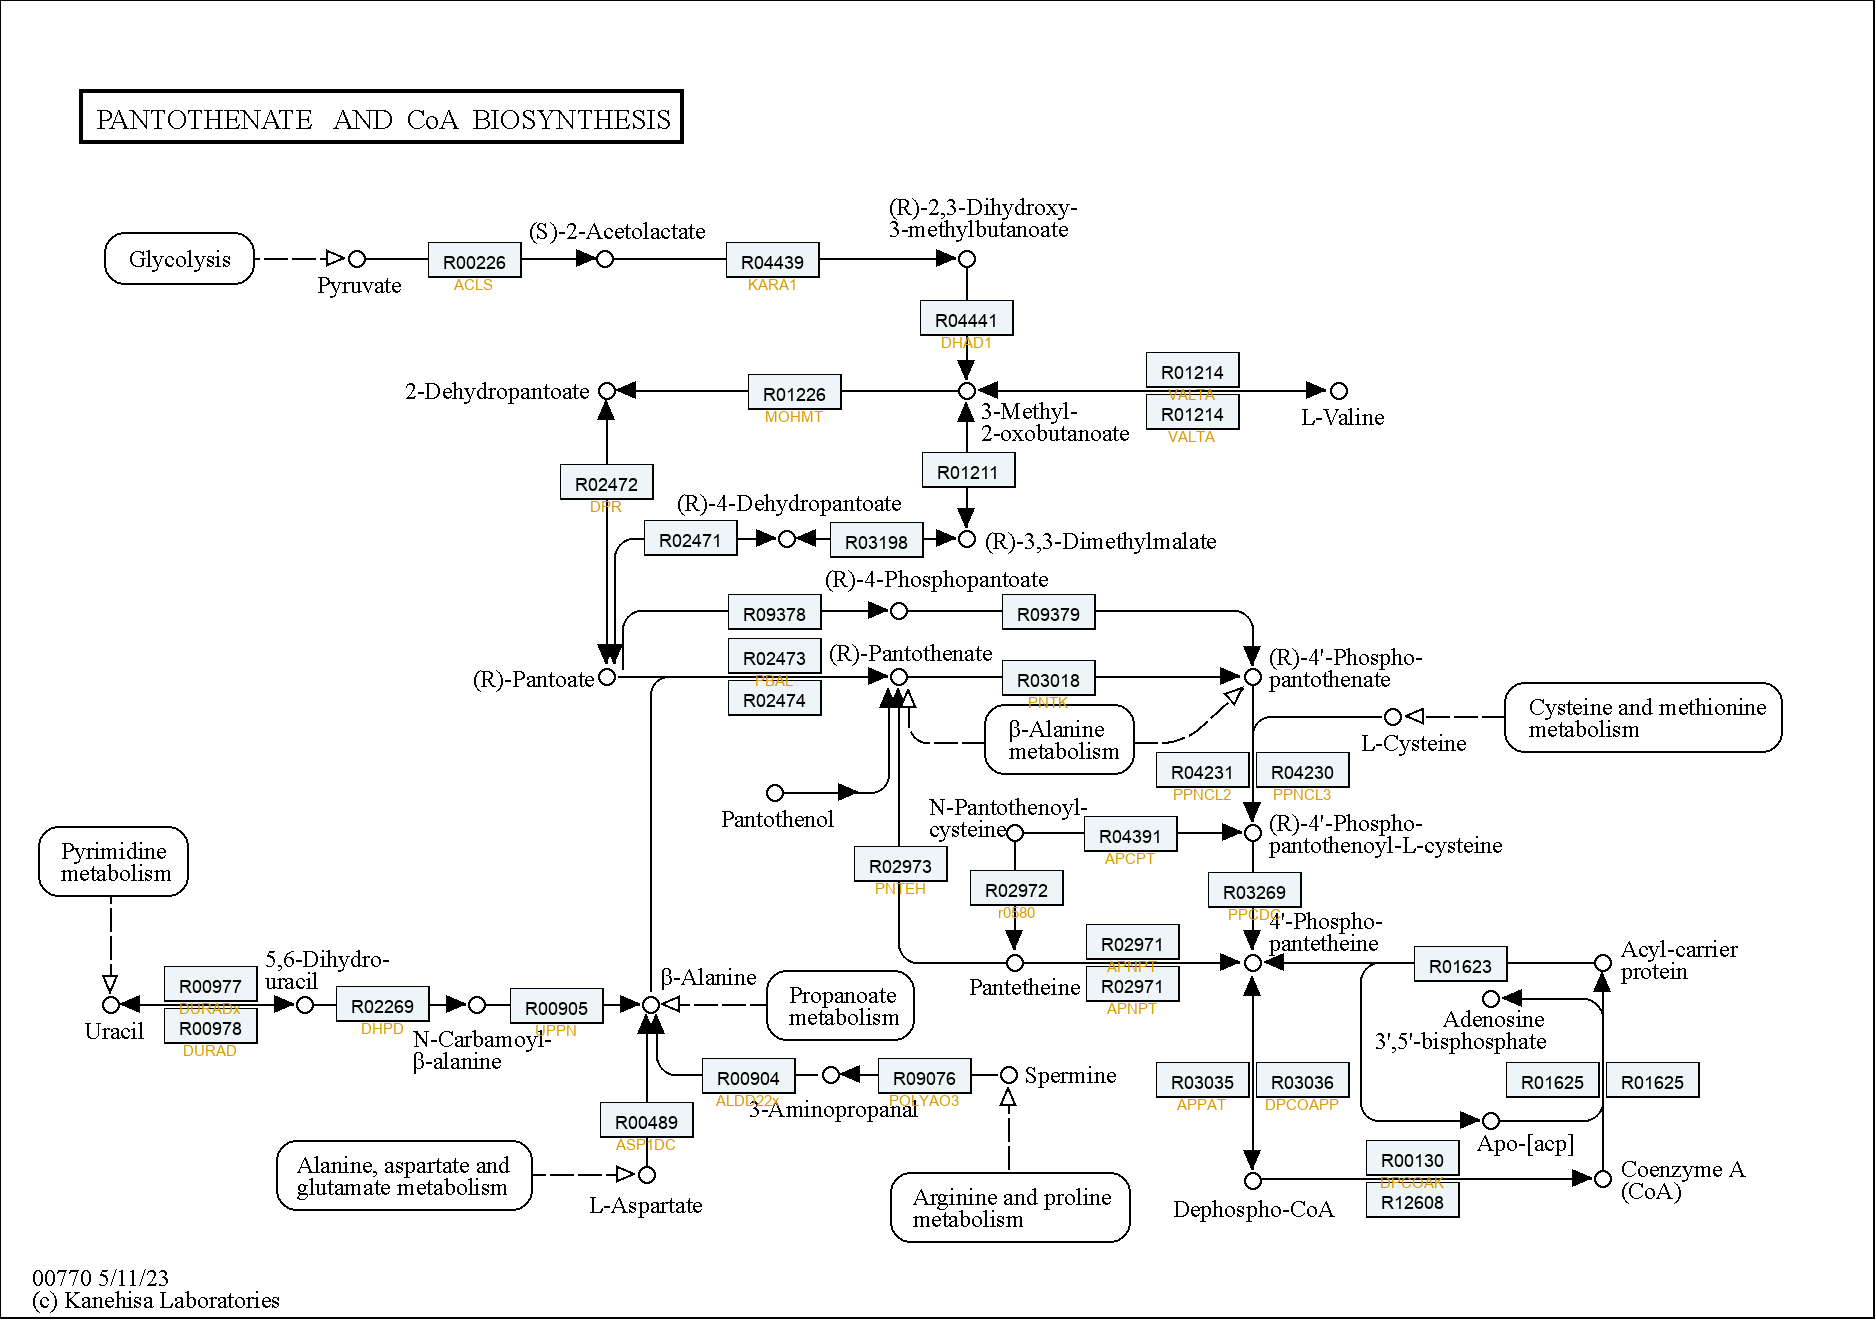 PANTOTHENATE AND CoA BIOSYNTHESIS
(R)-2,3-Dihydroxy-
3-methylbutanoate
(S)-2-Acetolactate
Glycolysis
Pyruvate
R00226
ACLS
R04439
KARA1
R04441
DHAD1
2-Dehydropantoate
R01226
MOHMT
3-Methyl-
2-oxobutanoate
R01214
VALTA
R01214
VALTA
L-Valine
R02472
DPR
R01211
(R)-4-Dehydropantoate
R02471
R03198
(R)-3,3-Dimethylmalate
(R)-4-Phosphopantoate
R09378
R09379
(R)-Pantoate
R02473
PBAL
R02474
(R)-Pantothenate
R03018
PNTK
(R)-4'-Phospho-
pantothenate
β-Alanine
metabolism
Cysteine and methionine
metabolism
L-Cysteine
R04231
PPNCL2
R04230
PPNCL3
Pantothenol
N-Pantothenoyl-
cysteine
R04391
APCPT
(R)-4'-Phospho-
pantothenoyl-L-cysteine
Pyrimidine
metabolism
R02973
PNTEH
R02972
r0580
R03269
PPCDC
4'-Phospho-
pantetheine
Pantetheine
R02971
APNPT
R02971
APNPT
R01623
Acyl-carrier
protein
Uracil
R00977
DURADx
R00978
DURAD
5,6-Dihydro-
uracil
R02269
DHPD
N-Carbamoyl-
β-alanine
R00905
UPPN
β-Alanine
Propanoate
metabolism
Adenosine
3',5'-bisphosphate
R00904
ALDD22x
3-Aminopropanal
R09076
POLYAO3
Spermine
R03035
APPAT
R03036
DPCOAPP
R01625
R01625
R00489
ASP1DC
Apo-[acp]
Alanine, aspartate and
glutamate metabolism
L-Aspartate
Arginine and proline
metabolism
Dephospho-CoA
R00130
DPCOAK
R12608
Coenzyme A
(CoA)
00770 5/11/23
(c) Kanehisa Laboratories